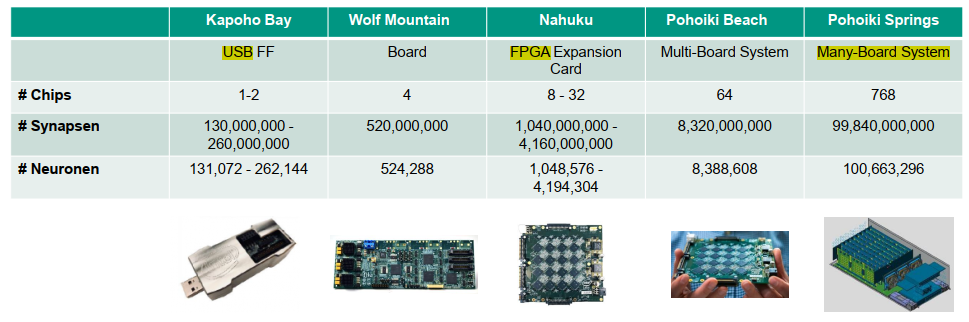 Kapoho Bay Wolf Mountain Nahuku Pohoiki Beach Pohoiki Springs
USB FF Board FPGA Expansion Card Multi-Board System Many-Board System
# Chips 1-2 4 8 - 32 64 768
# Synapsen 130,000,000 - 260,000,000 520,000,000 1,040,000,000 - 4,160,000,000 8,320,000,000 99,840,000,000
# Neuronen 131,072 - 262,144 524,288 1,048,576 - 4,194,304 8,388,608 100,663,296